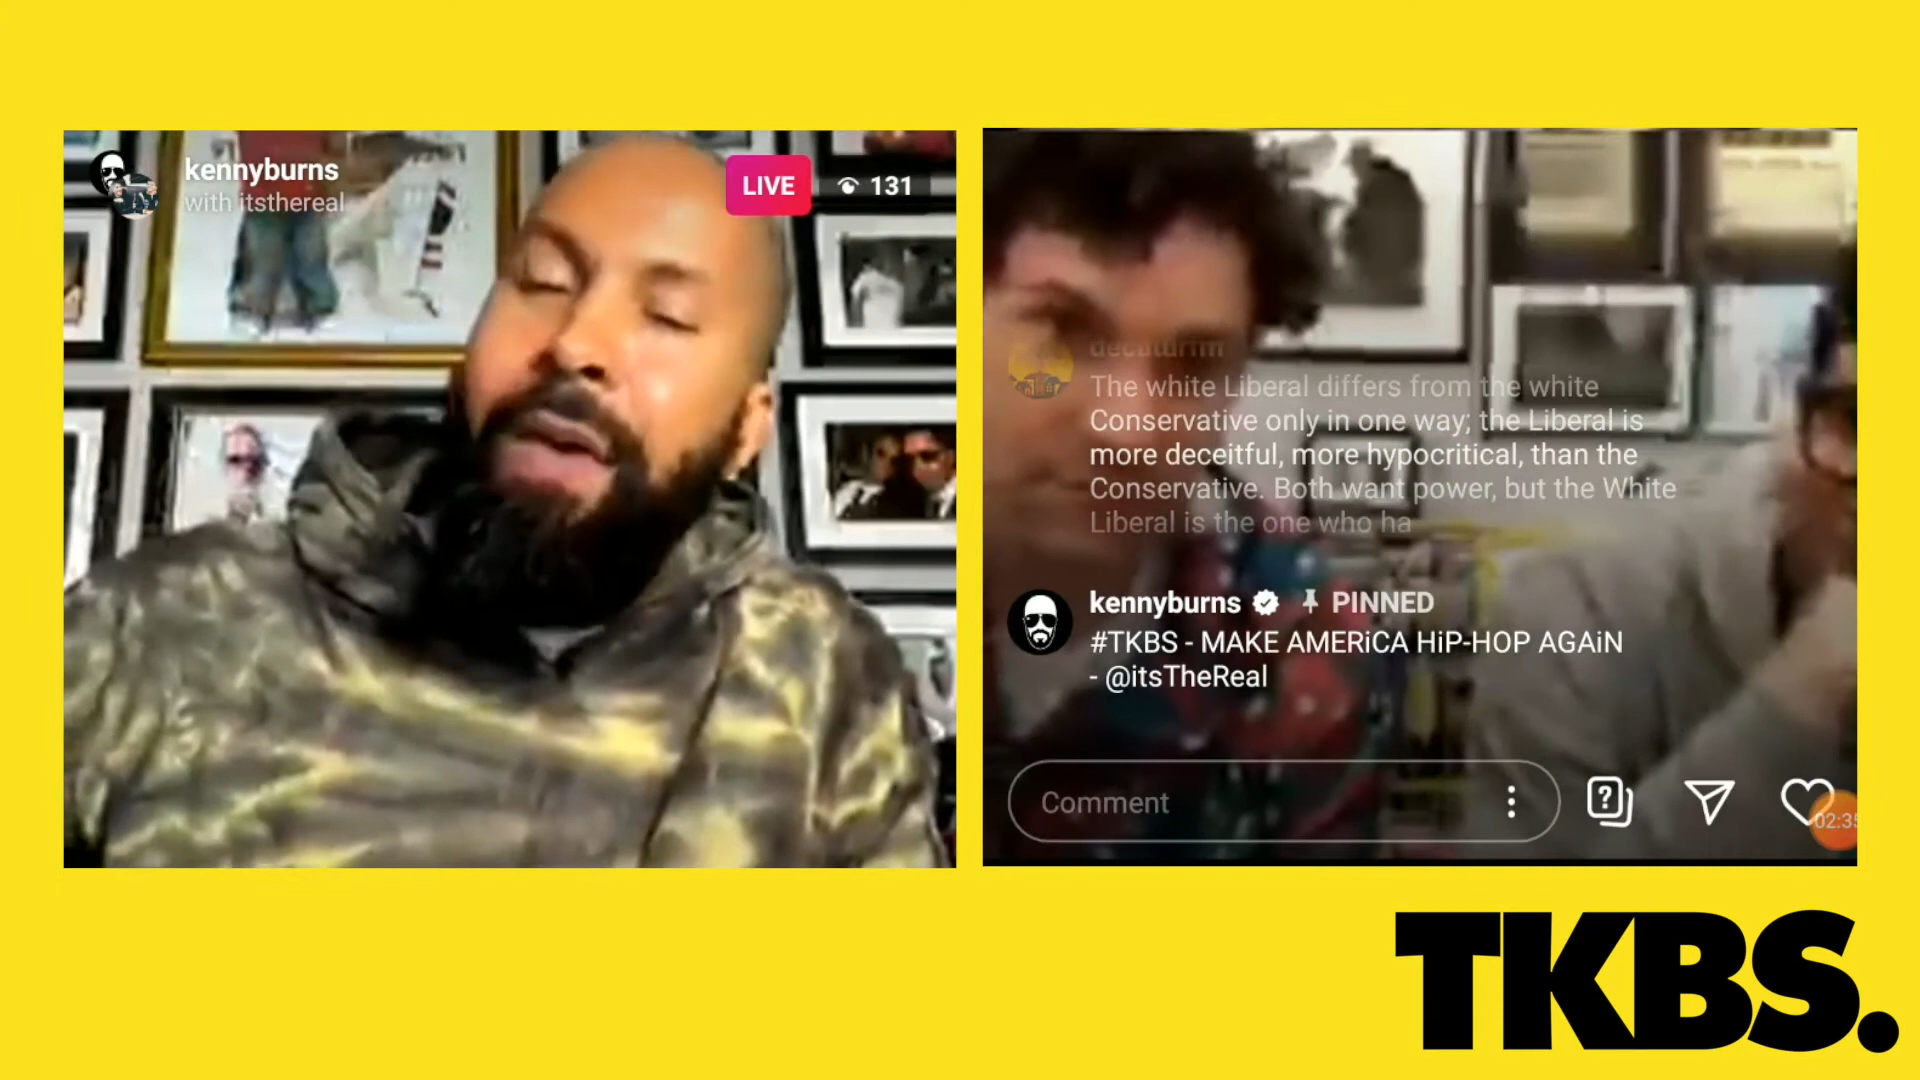 kennyburns
with itsthereal
LIVE
131
The white Liberal differs from the white
Conservative only in one way; the Liberal is
more deceitful, more hypocritical, than the
Conservative. Both want power, but the White
Liberal is the one who ha
kennyburns PINNED
#TKBS - MAKE AMERiCA HiP-HOP AGAiN
- @itsTheReal
Comment
02:35
TKBS.